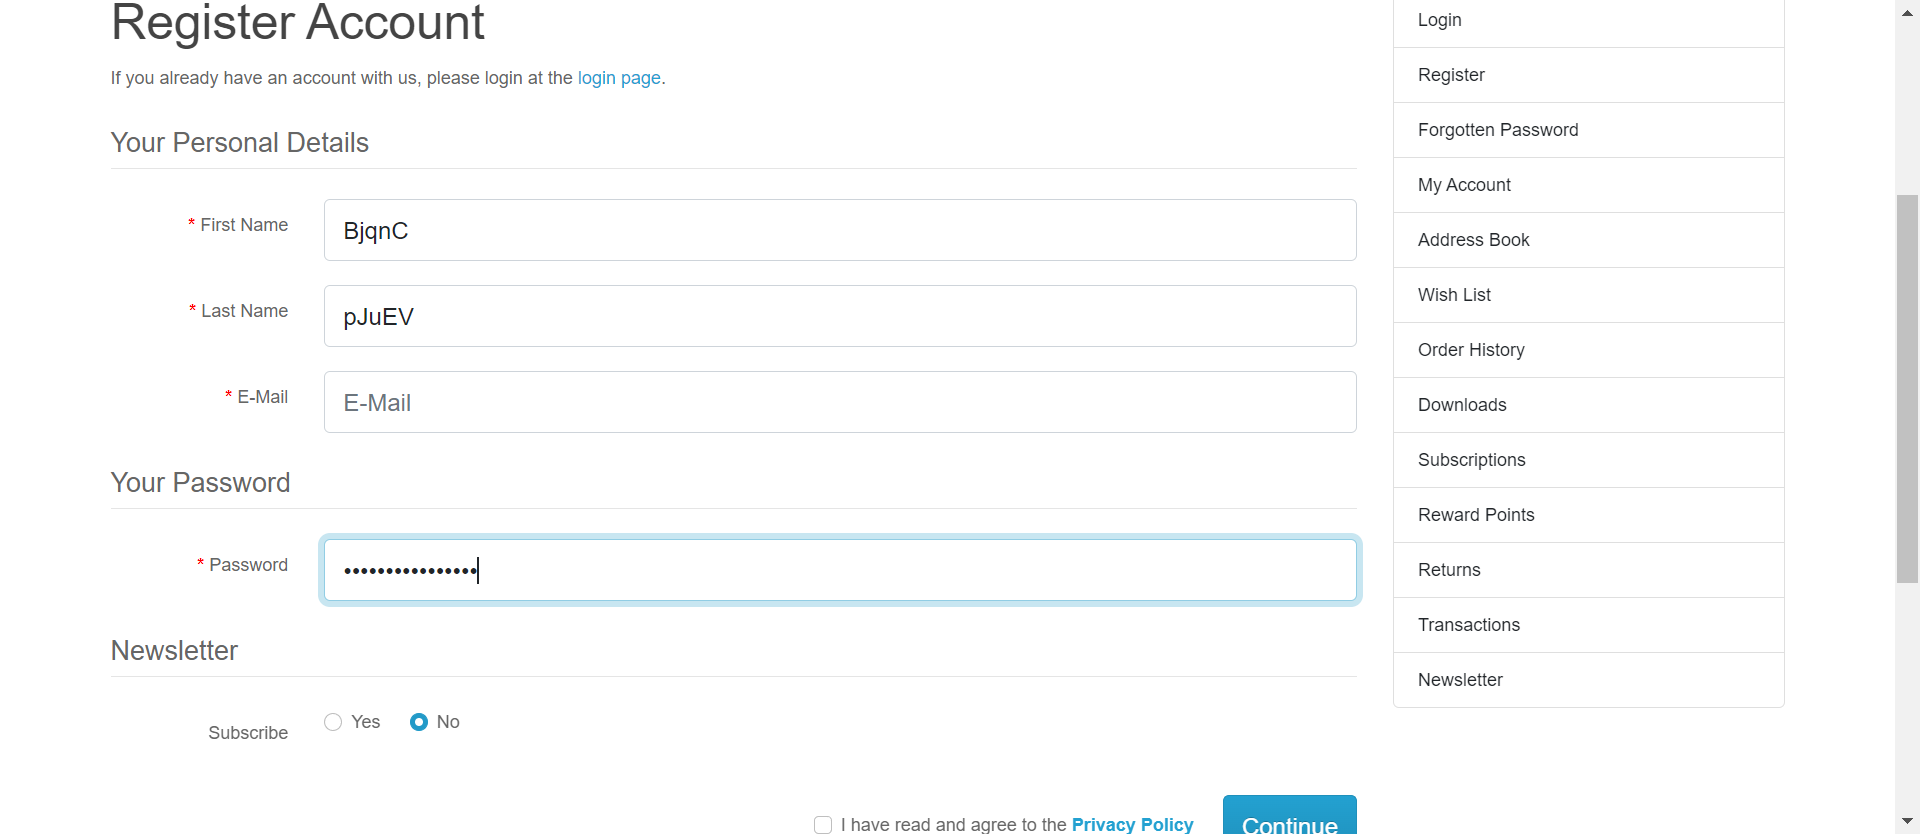 Register Account
If you already have an account with us, please login at the login page.
Your Personal Details
* First Name
BjqnC
* Last Name
pJuEV
* E-Mail
E-Mail
Your Password
* Password
••••••••••••••••
Newsletter
Subscribe
Yes
No
I have read and agree to the Privacy Policy
Continue
Login
Register
Forgotten Password
My Account
Address Book
Wish List
Order History
Downloads
Subscriptions
Reward Points
Returns
Transactions
Newsletter